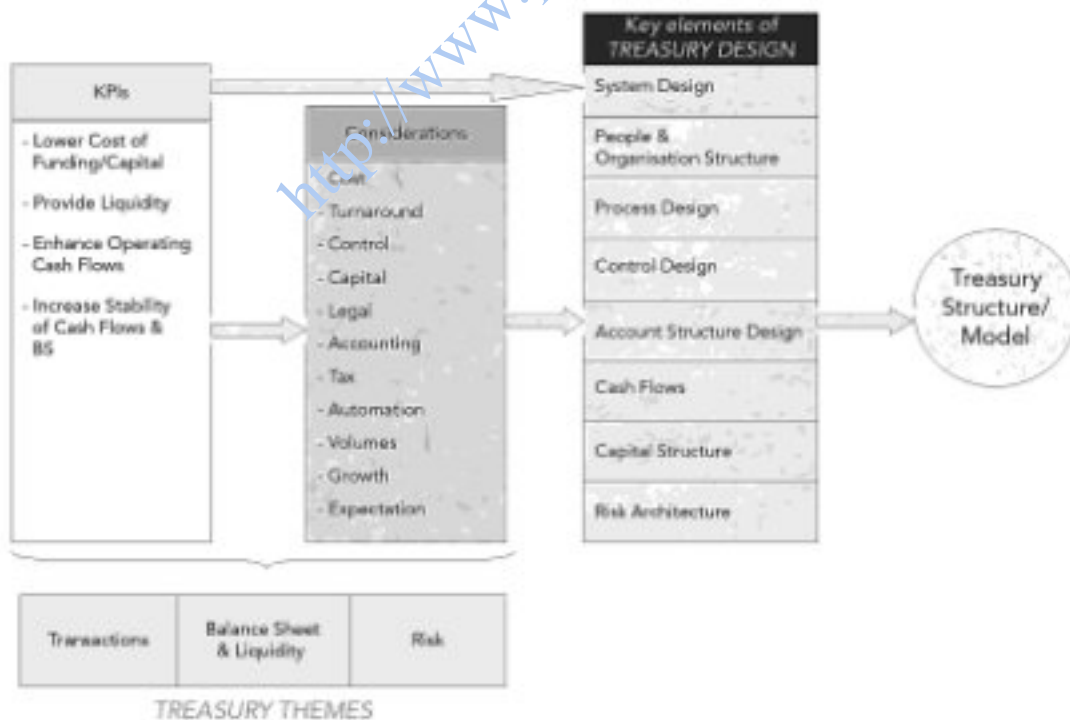 Key elements of
TREASURY DESIGN
KPIs
- Lower Cost of
Funding/Capital
- Provide Liquidity
- Enhance Operating
Cash Flows
- Increase Stability
of Cash Flows &
BS
Considerations
- Cost
- Turnaround
- Control
- Capital
- Legal
- Accounting
- Tax
- Automation
- Volumes
- Growth
- Expectation
System Design
People &
Organisation Structure
Process Design
Control Design
Account Structure Design
Cash Flows
Capital Structure
Risk Architecture
Treasury
Structure/
Model
Transactions
Balance Sheet
& Liquidity
Risk
TREASURY THEMES
http://www.